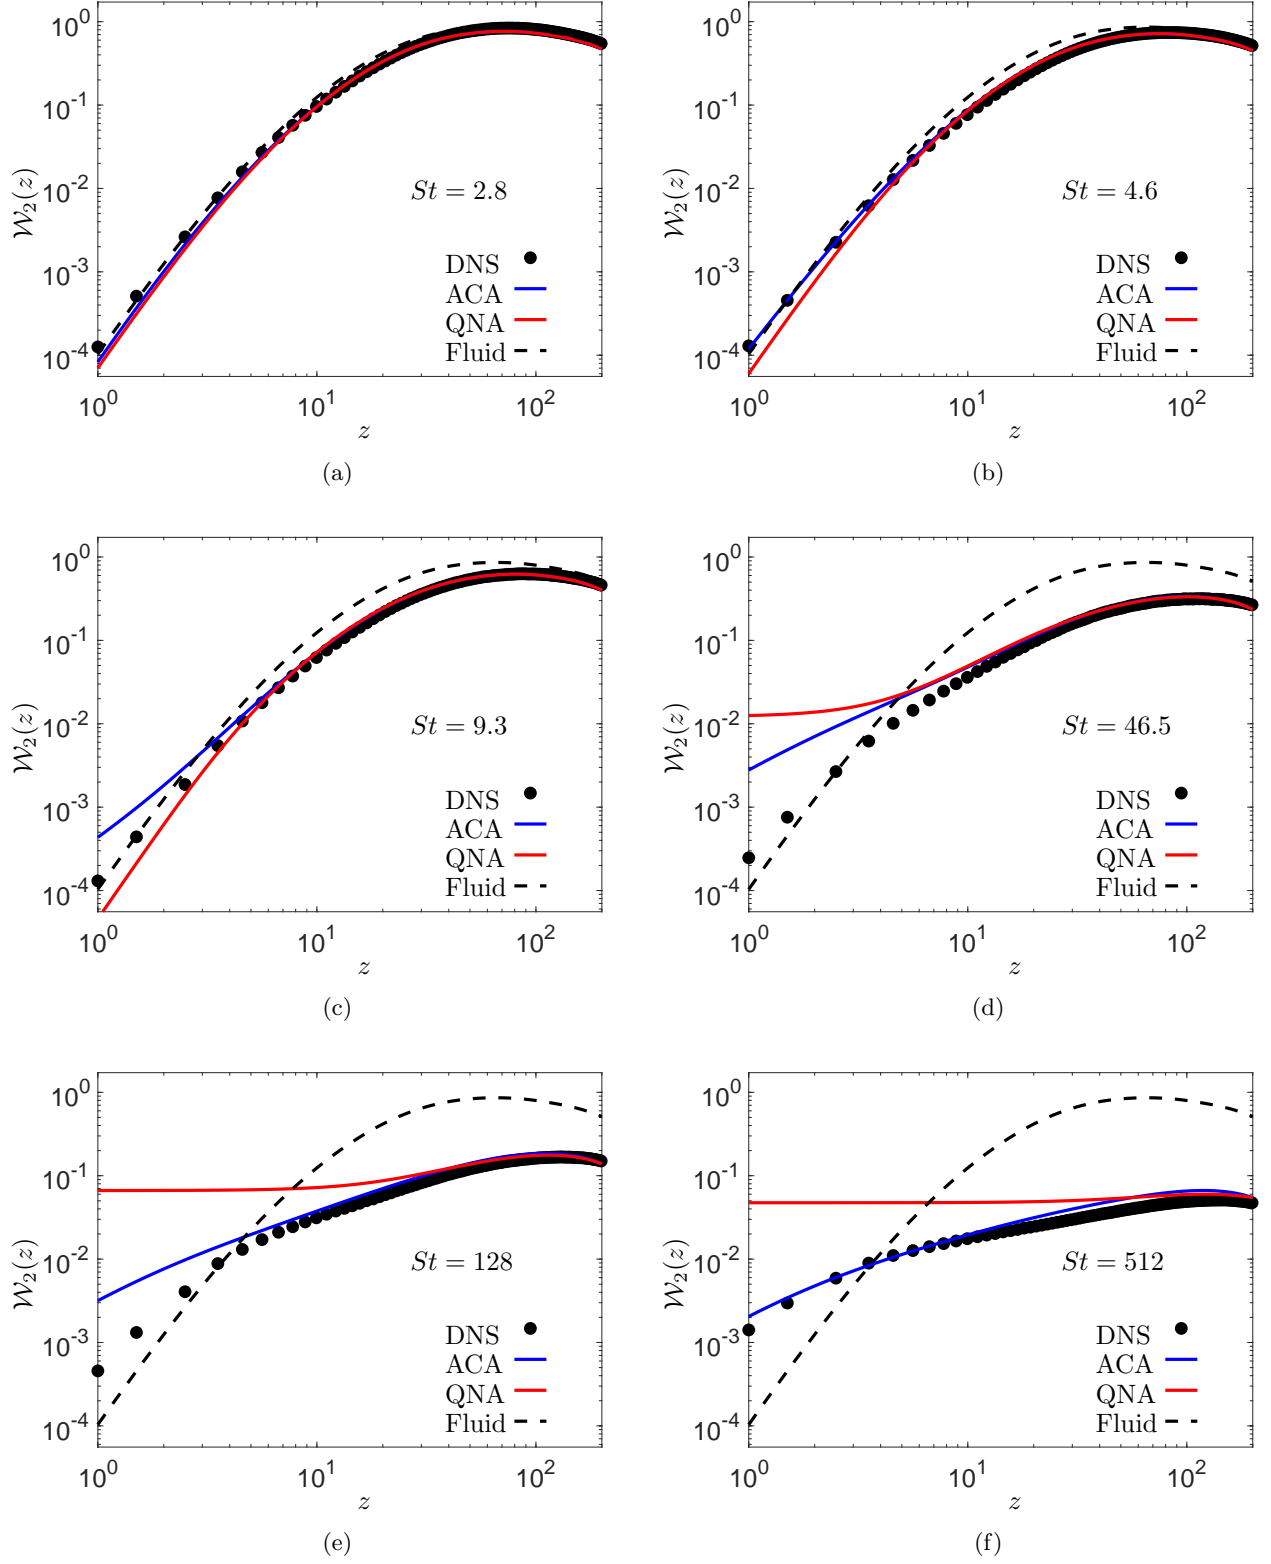 10^0
10^-1
10^-2
10^-3
10^-4
W_2(z)
St = 2.8
DNS
ACA
QNA
Fluid
10^0 10^1 10^2
z
(a)
10^0
10^-1
10^-2
10^-3
10^-4
W_2(z)
St = 4.6
DNS
ACA
QNA
Fluid
10^0 10^1 10^2
z
(b)
10^0
10^-1
10^-2
10^-3
10^-4
W_2(z)
St = 9.3
DNS
ACA
QNA
Fluid
10^0 10^1 10^2
z
(c)
10^0
10^-1
10^-2
10^-3
10^-4
W_2(z)
St = 46.5
DNS
ACA
QNA
Fluid
10^0 10^1 10^2
z
(d)
10^0
10^-1
10^-2
10^-3
10^-4
W_2(z)
St = 128
DNS
ACA
QNA
Fluid
10^0 10^1 10^2
z
(e)
10^0
10^-1
10^-2
10^-3
10^-4
W_2(z)
St = 512
DNS
ACA
QNA
Fluid
10^0 10^1 10^2
z
(f)